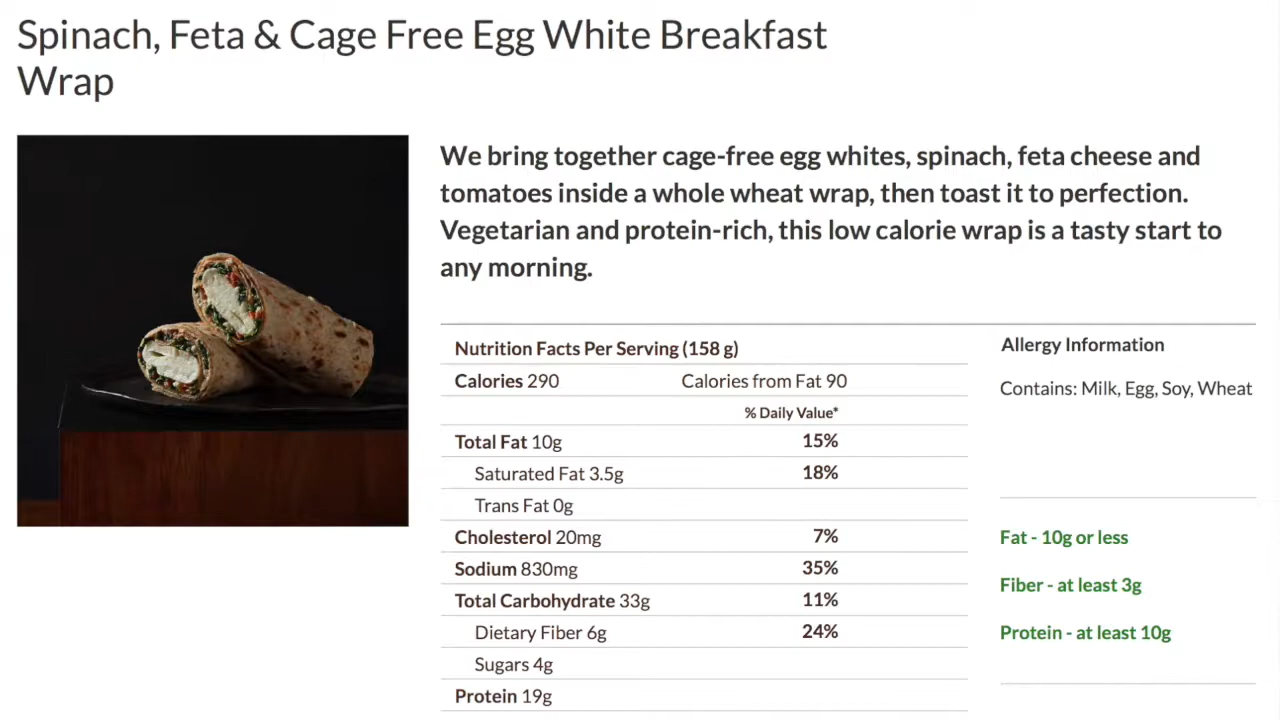 Spinach, Feta & Cage Free Egg White Breakfast
Wrap
We bring together cage-free egg whites, spinach, feta cheese and
tomatoes inside a whole wheat wrap, then toast it to perfection.
Vegetarian and protein-rich, this low calorie wrap is a tasty start to
any morning.
Nutrition Facts Per Serving (158 g)
Calories 290 Calories from Fat 90
% Daily Value*
Total Fat 10g 15%
Saturated Fat 3.5g 18%
Trans Fat 0g
Cholesterol 20mg 7%
Sodium 830mg 35%
Total Carbohydrate 33g 11%
Dietary Fiber 6g 24%
Sugars 4g
Protein 19g
Allergy Information
Contains: Milk, Egg, Soy, Wheat
Fat - 10g or less
Fiber - at least 3g
Protein - at least 10g